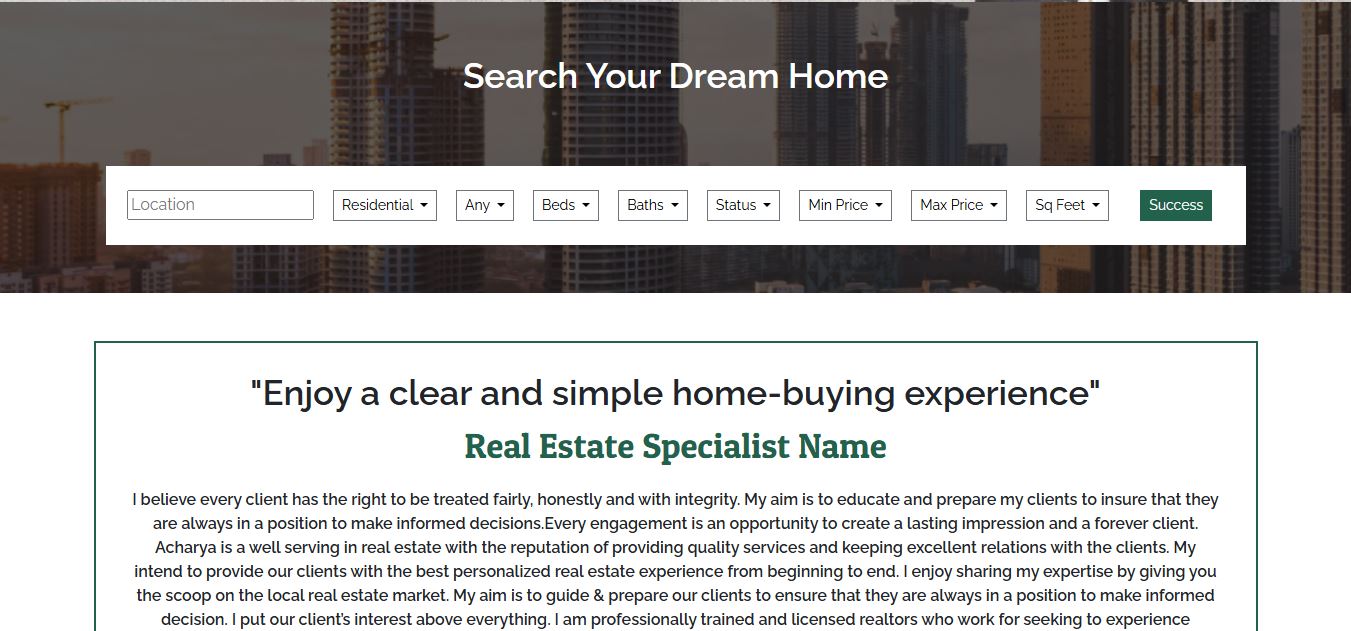 Search Your Dream Home
Location Residential Any Beds Baths Status Min Price Max Price Sq Feet Success
"Enjoy a clear and simple home-buying experience"
Real Estate Specialist Name
I believe every client has the right to be treated fairly, honestly and with integrity. My aim is to educate and prepare my clients to insure that they
are always in a position to make informed decisions.Every engagement is an opportunity to create a lasting impression and a forever client.
Acharya is a well serving in real estate with the reputation of providing quality services and keeping excellent relations with the clients. My
intend to provide our clients with the best personalized real estate experience from beginning to end. I enjoy sharing my expertise by giving you
the scoop on the local real estate market. My aim is to guide & prepare our clients to ensure that they are always in a position to make informed
decision. I put our client's interest above everything. I am professionally trained and licensed realtors who work for seeking to experience